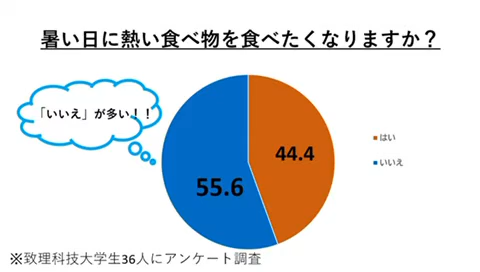 暑い日に熱い食べ物を食べたくなりますか？
「いいえ」が多い！！
44.4
55.6
はい
いいえ
※致理科技大学生36人にアンケート調査